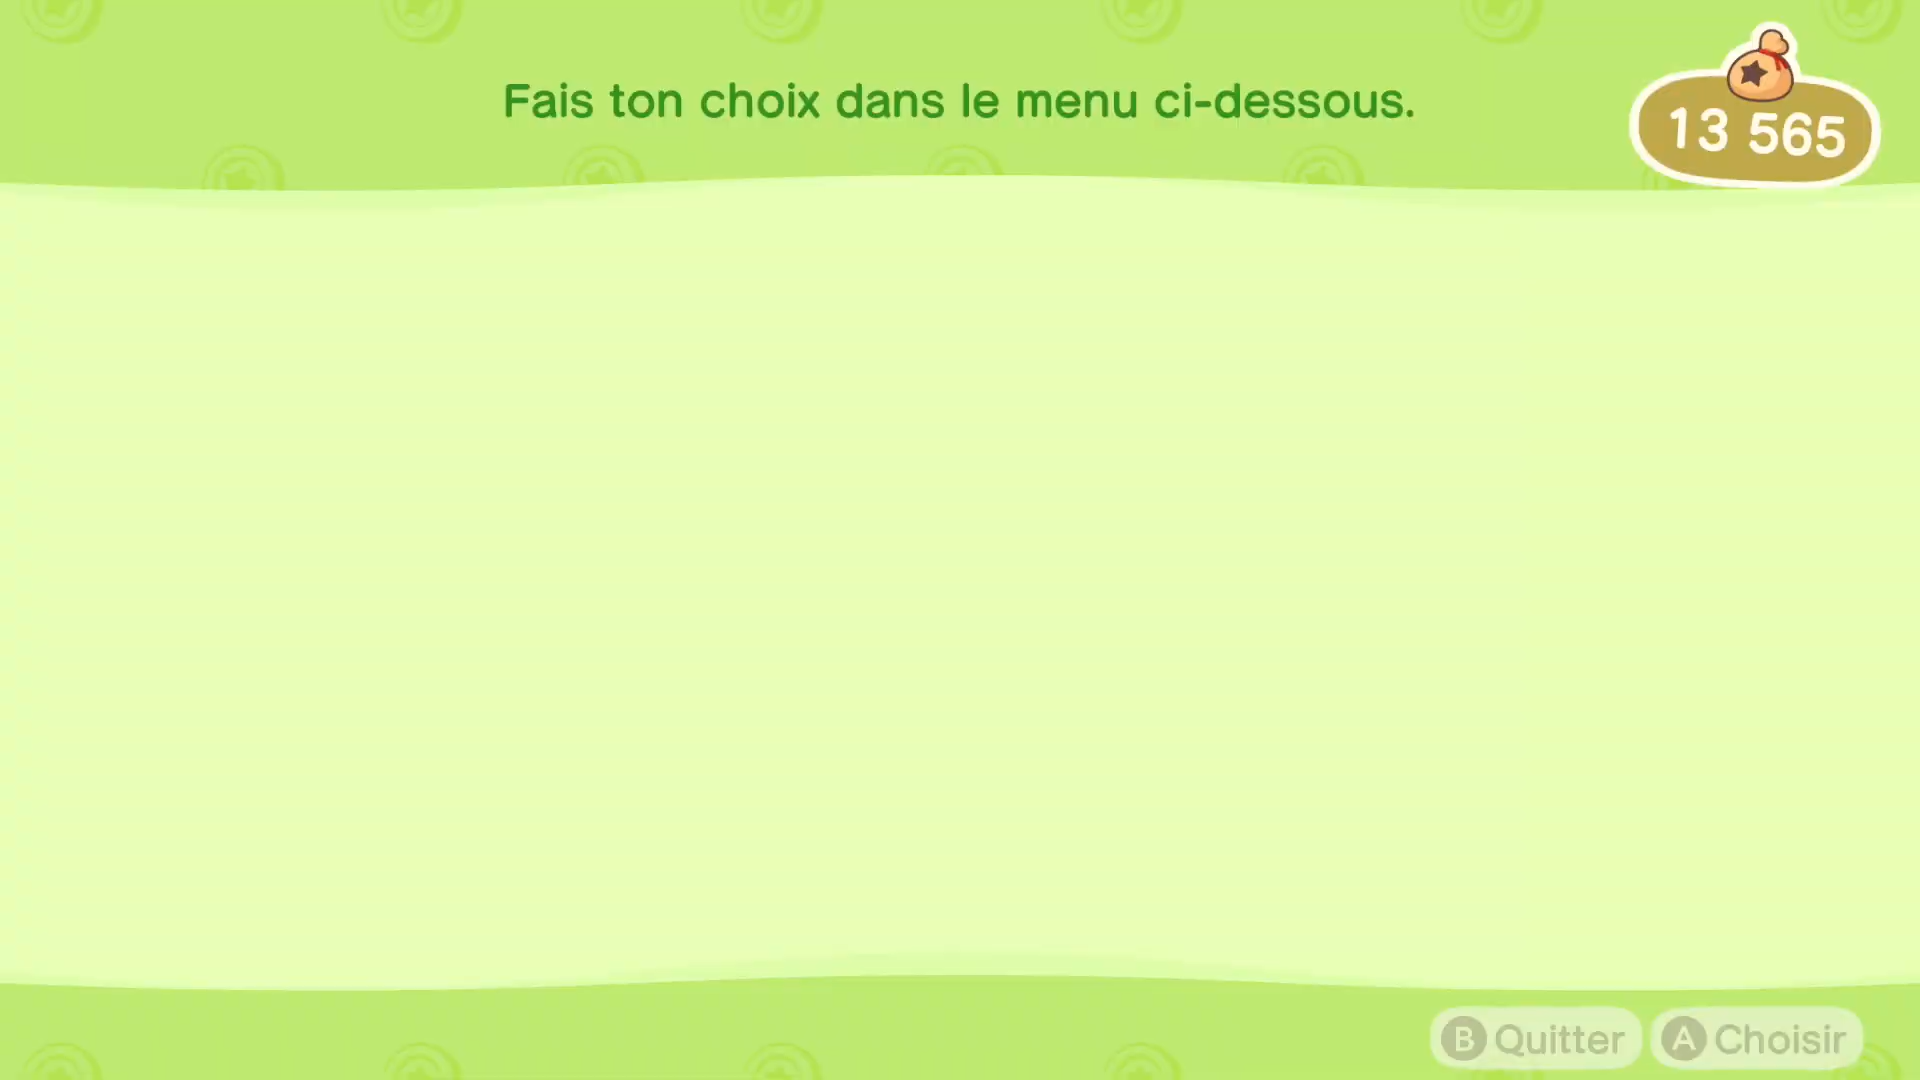 Fais ton choix dans le menu ci-dessous.
13 565
B Quitter A Choisir